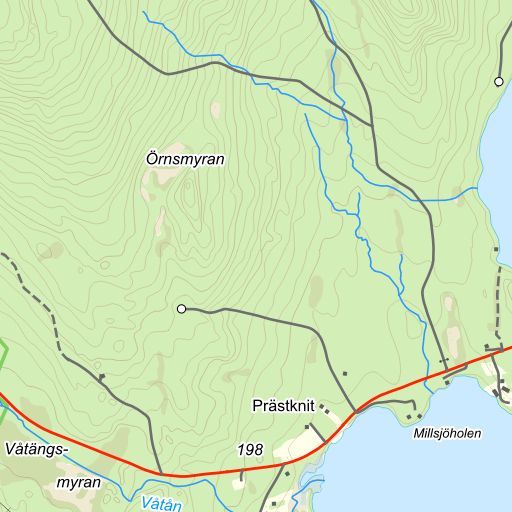 Örnsmyran
Prästknit
Millsjöholen
198
Våtängs-
myran
Våtån